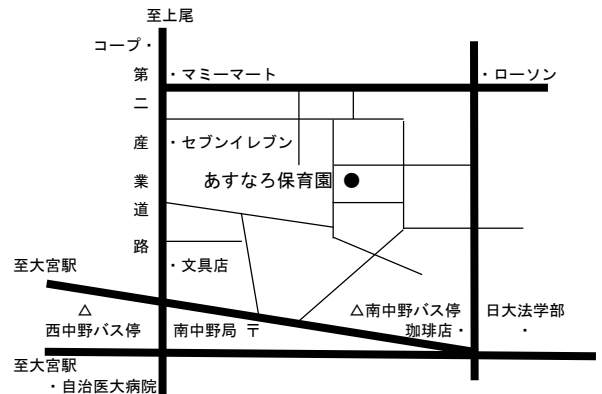 至上尾
コープ・
第二産業道路
・マミーマート
・ローソン
・セブンイレブン
あすなろ保育園
・文具店
至大宮駅
△
西中野バス停
南中野局 〒
△南中野バス停
珈琲店・
日大法学部
・
至大宮駅
・自治医大病院